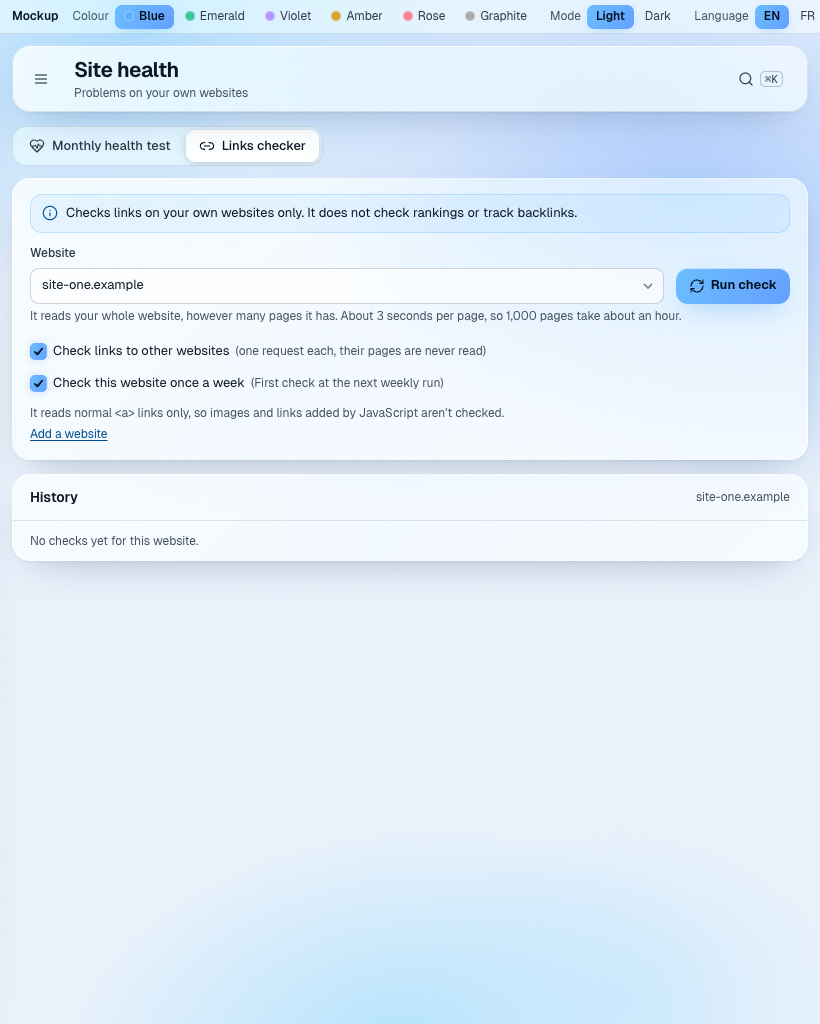 Mockup Colour Blue Emerald Violet Amber Rose Graphite Mode Light Dark Language EN FR
Site health
Problems on your own websites
⌘K
Monthly health test Links checker
Checks links on your own websites only. It does not check rankings or track backlinks.
Website
site-one.example
Run check
It reads your whole website, however many pages it has. About 3 seconds per page, so 1,000 pages take about an hour.
Check links to other websites (one request each, their pages are never read)
Check this website once a week (First check at the next weekly run)
It reads normal <a> links only, so images and links added by JavaScript aren't checked.
Add a website
History site-one.example
No checks yet for this website.